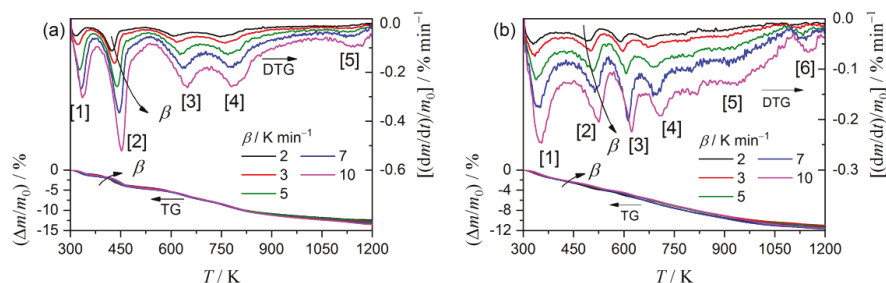 (a)
DTG
β
[1]
[2]
[3]
[4]
[5]
β / K min⁻¹
2
7
3
10
5
β
TG
((Δm/m₀) / %
0
-5
-10
-15
300 450 600 750 900 1050 1200
T / K
0.0
-0.2
-0.4
-0.6
[(dm/dt)/m₀] / % min⁻¹
(b)
DTG
β
[1]
[2]
[3]
[4]
[5]
[6]
β / K min⁻¹
2
7
3
10
5
β
TG
((Δm/m₀) / %
0
-4
-8
-12
300 450 600 750 900 1050 1200
T / K
0.0
-0.1
-0.2
-0.3
[(dm/dt)/m₀] / % min⁻¹